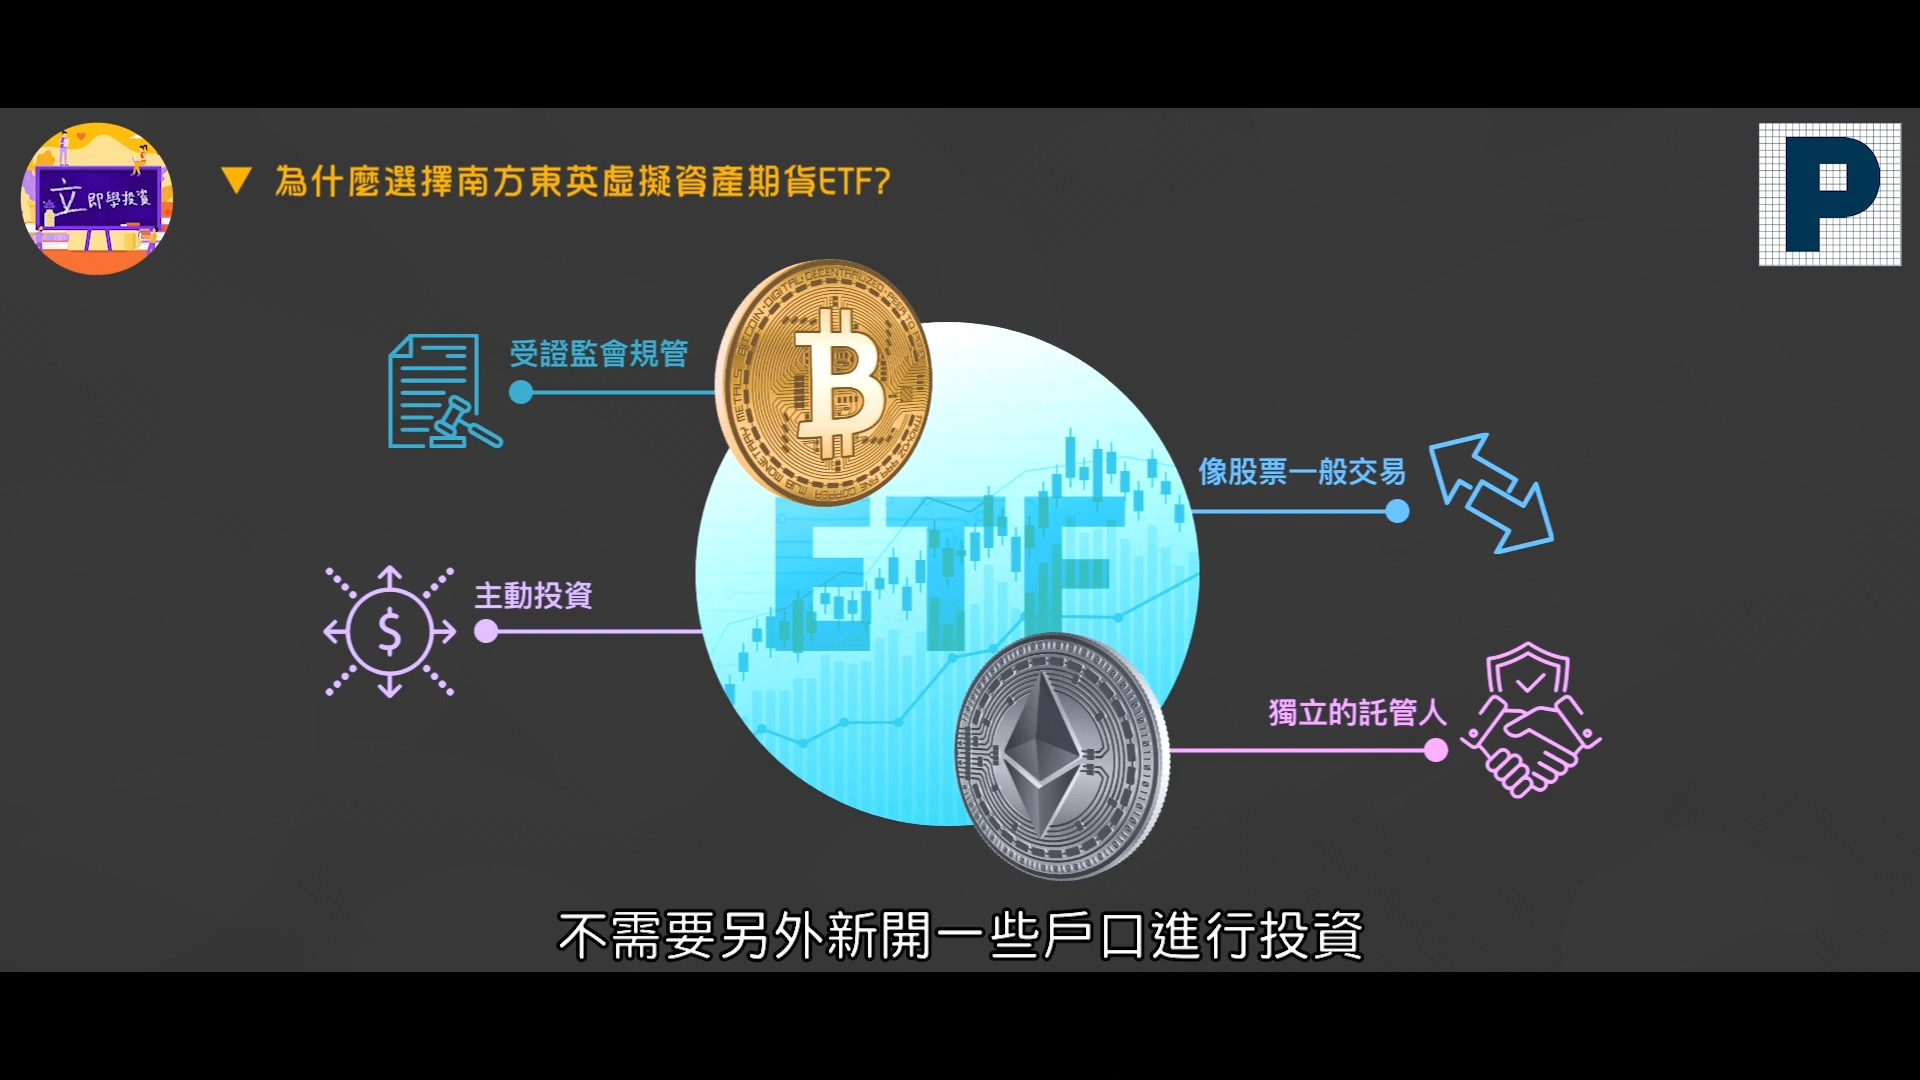 立即學投資
為什麼選擇南方東英虛擬資產期貨ETF?
P
受證監會規管
像股票一般交易
ETF
主動投資
$
獨立的託管人
不需要另外新開一些戶口進行投資